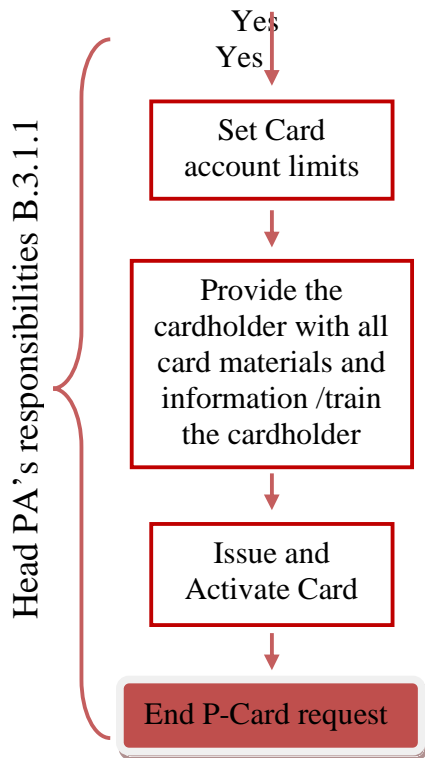 Yes
Yes
Head PA’s responsibilities B.3.1.1
Set Card
account limits
Provide the
cardholder with all
card materials and
information /train
the cardholder
Issue and
Activate Card
End P-Card request